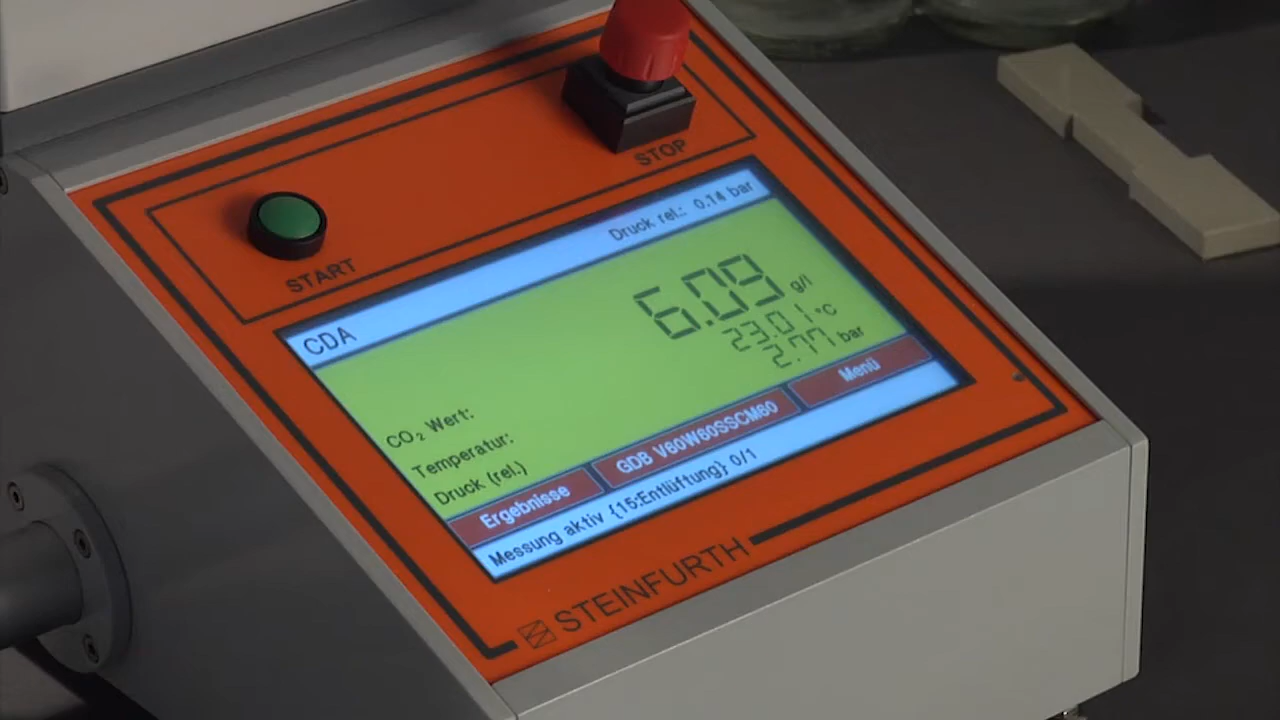 STOP
START
CDA Druck rel.: 0.14 bar
CO₂ Wert: 6.09 g/l
Temperatur: 23.01 °C
Druck (rel.) 2.77 bar
Ergebnisse GDB V60W60SSCM60 Menü
Messung aktiv {15:Entlüftung} 0/1
STEINFURTH